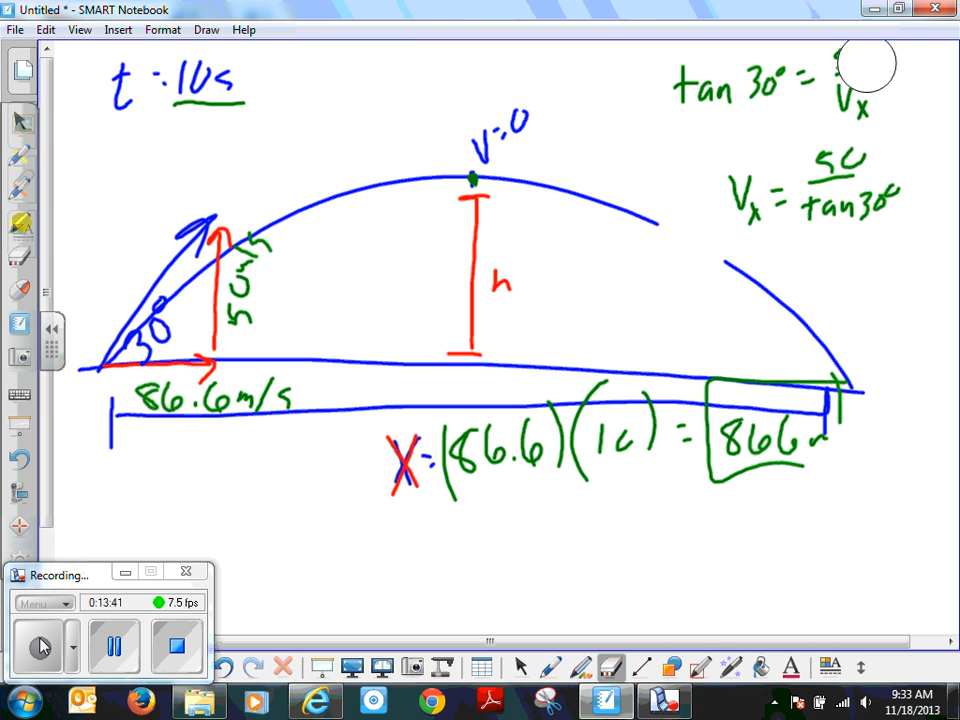 Untitled * - SMART Notebook
File Edit View Insert Format Draw Help
t = 10s
tan 30° =
Vx
V=0
Vx = 50
tan 30°
50 m/s
h
30°
86.6 m/s
X = (86.6)(10) = 866m
Recording...
Menu
0:13:41
7.5 fps
9:33 AM
11/18/2013